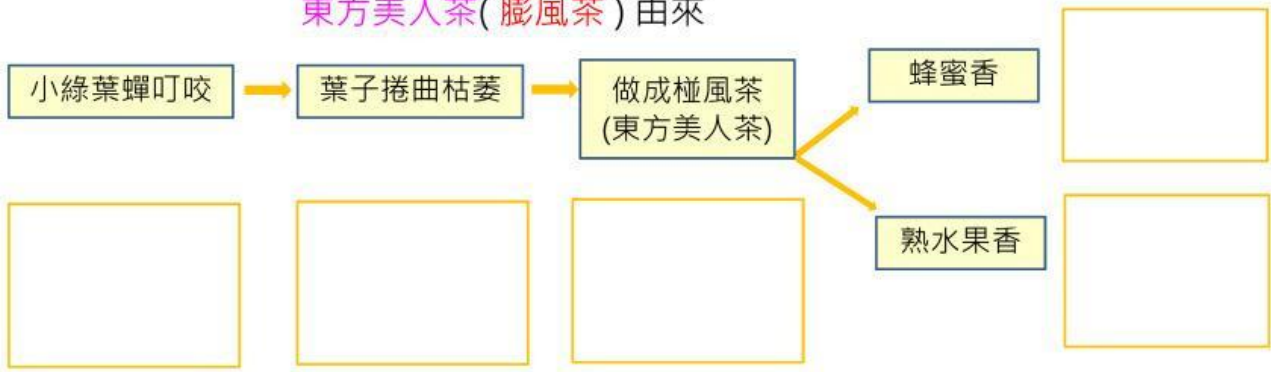 東方美人茶( 膨風茶 ) 由來
小綠葉蟬叮咬
葉子捲曲枯萎
做成椪風茶
(東方美人茶)
蜂蜜香
熟水果香